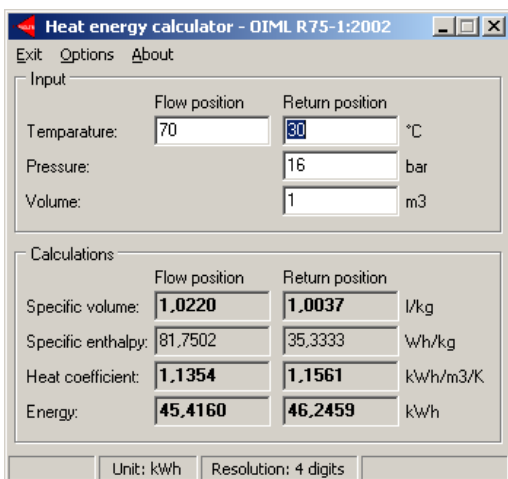 Heat energy calculator - OIML R75-1:2002
Exit Options About
Input
Flow position Return position
Temparature: 70 30 °C
Pressure: 16 bar
Volume: 1 m3
Calculations
Flow position Return position
Specific volume: 1,0220 1,0037 l/kg
Specific enthalpy: 81,7502 35,3333 Wh/kg
Heat coefficient: 1,1354 1,1561 kWh/m3/K
Energy: 45,4160 46,2459 kWh
Unit: kWh Resolution: 4 digits